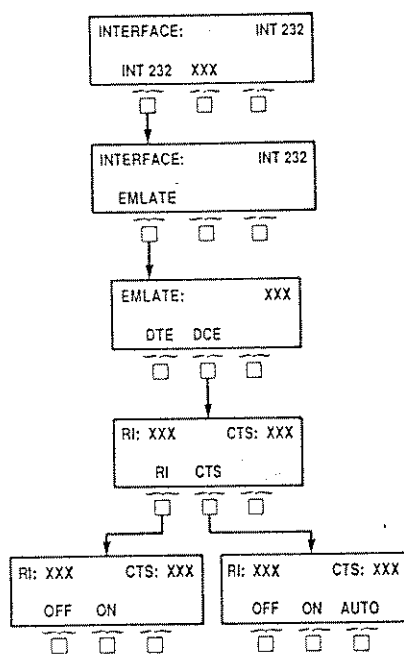 INTERFACE: INT 232
INT 232 XXX
INTERFACE: INT 232
EMLATE
EMLATE: XXX
DTE DCE
RI: XXX CTS: XXX
RI CTS
RI: XXX CTS: XXX
OFF ON
RI: XXX CTS: XXX
OFF ON AUTO